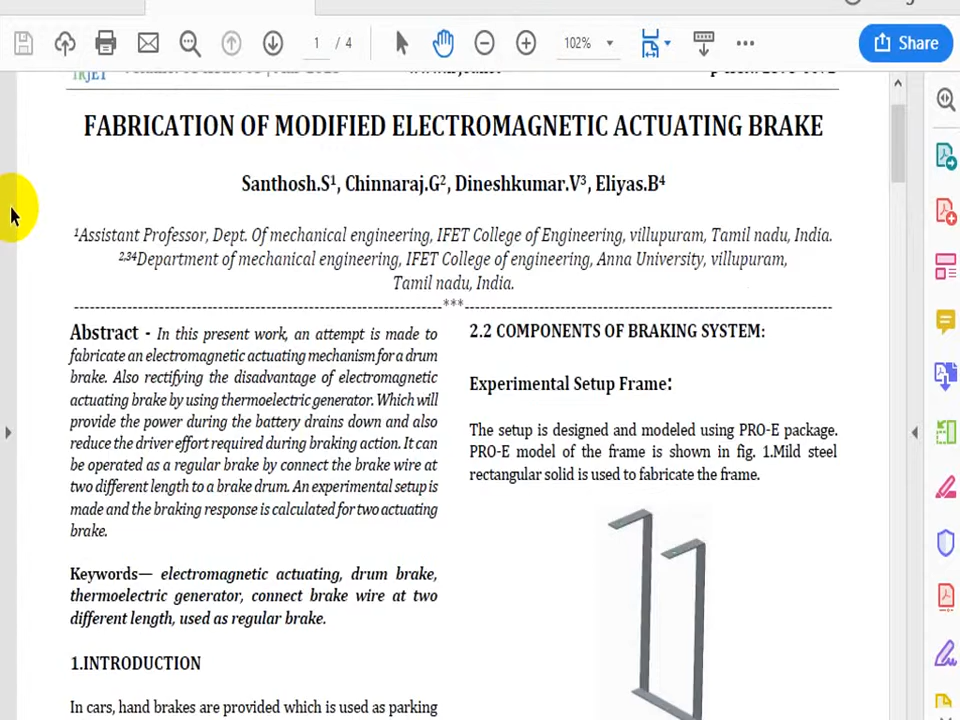 1 / 4
102%
Share
IRJET
FABRICATION OF MODIFIED ELECTROMAGNETIC ACTUATING BRAKE
Santhosh.S1, Chinnaraj.G2, Dineshkumar.V3, Eliyas.B4
1Assistant Professor, Dept. Of mechanical engineering, IFET College of Engineering, villupuram, Tamil nadu, India.
2,34Department of mechanical engineering, IFET College of engineering, Anna University, villupuram,
Tamil nadu, India.
---------------------------------------------------------------------***---------------------------------------------------------------------
Abstract - In this present work, an attempt is made to
fabricate an electromagnetic actuating mechanism for a drum
brake. Also rectifying the disadvantage of electromagnetic
actuating brake by using thermoelectric generator. Which will
provide the power during the battery drains down and also
reduce the driver effort required during braking action. It can
be operated as a regular brake by connect the brake wire at
two different length to a brake drum. An experimental setup is
made and the braking response is calculated for two actuating
brake.
Keywords— electromagnetic actuating, drum brake,
thermoelectric generator, connect brake wire at two
different length, used as regular brake.
1.INTRODUCTION
In cars, hand brakes are provided which is used as parking
2.2 COMPONENTS OF BRAKING SYSTEM:
Experimental Setup Frame:
The setup is designed and modeled using PRO-E package.
PRO-E model of the frame is shown in fig. 1.Mild steel
rectangular solid is used to fabricate the frame.